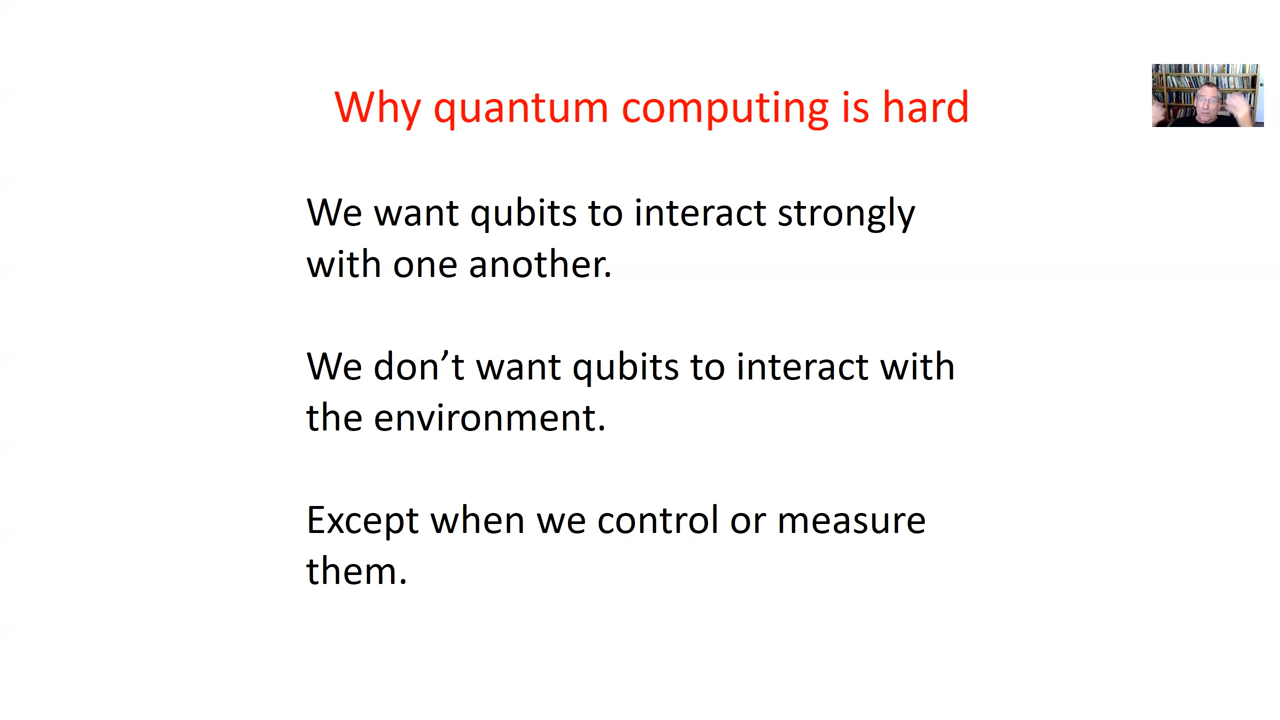 Why quantum computing is hard
We want qubits to interact strongly
with one another.
We don’t want qubits to interact with
the environment.
Except when we control or measure
them.